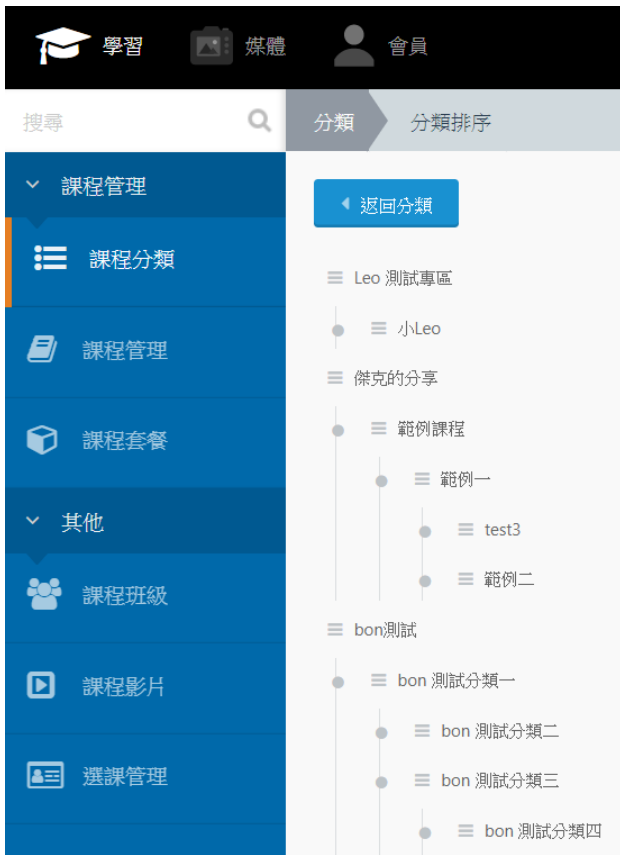 學習 媒體 會員
搜尋
分類 分類排序
課程管理
課程分類
課程管理
課程套餐
其他
課程班級
課程影片
選課管理
返回分類
Leo 測試專區
小Leo
傑克的分享
範例課程
範例一
test3
範例二
bon測試
bon 測試分類一
bon 測試分類二
bon 測試分類三
bon 測試分類四